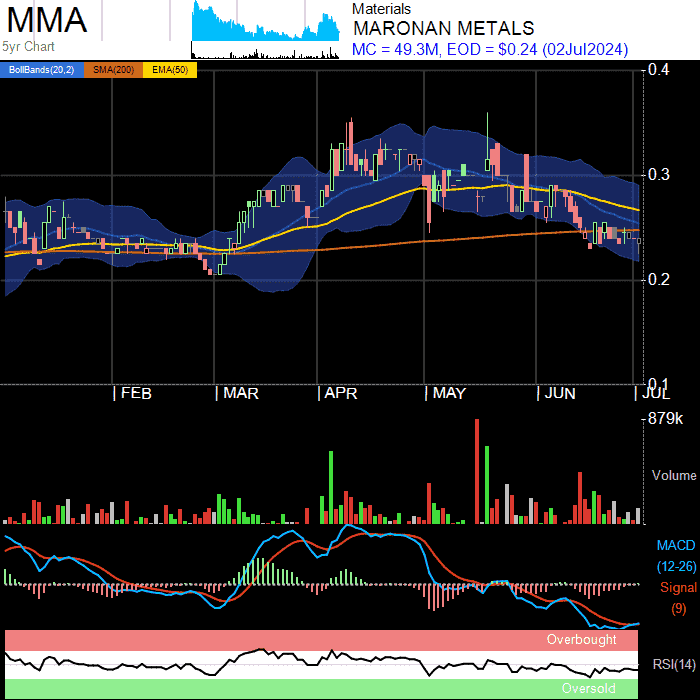 MMA
5yr Chart
Materials
MARONAN METALS
MC = 49.3M, EOD = $0.24 (02Jul2024)
BollBands(20,2) SMA(200) EMA(50)
0.4
0.3
0.2
0.1
FEB MAR APR MAY JUN JUL
879k
Volume
MACD
(12-26)
Signal
(9)
Overbought
RSI(14)
Oversold